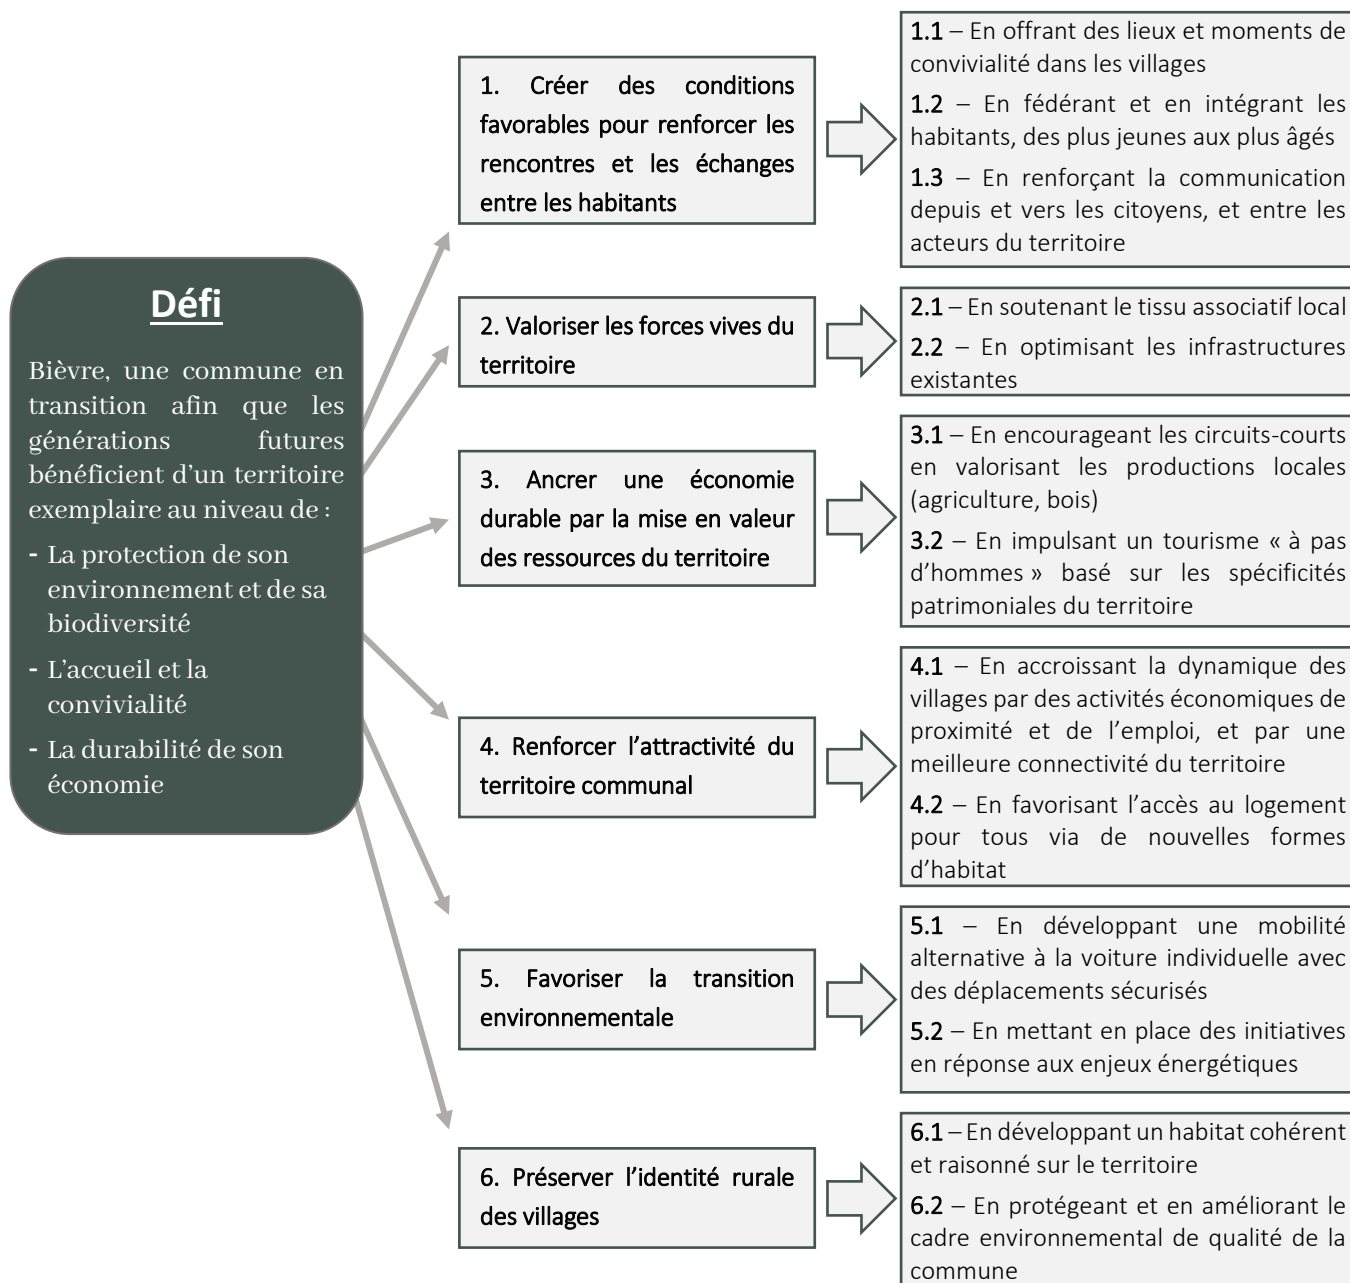 Défi
Bièvre, une commune en
transition afin que les
générations futures
bénéficient d’un territoire
exemplaire au niveau de :
- La protection de son
environnement et de sa
biodiversité
- L’accueil et la
convivialité
- La durabilité de son
économie
1. Créer des conditions
favorables pour renforcer les
rencontres et les échanges
entre les habitants
1.1 – En offrant des lieux et moments de
convivialité dans les villages
1.2 – En fédérant et en intégrant les
habitants, des plus jeunes aux plus âgés
1.3 – En renforçant la communication
depuis et vers les citoyens, et entre les
acteurs du territoire
2. Valoriser les forces vives du
territoire
2.1 – En soutenant le tissu associatif local
2.2 – En optimisant les infrastructures
existantes
3. Ancrer une économie
durable par la mise en valeur
des ressources du territoire
3.1 – En encourageant les circuits-courts
en valorisant les productions locales
(agriculture, bois)
3.2 – En impulsant un tourisme « à pas
d’hommes » basé sur les spécificités
patrimoniales du territoire
4. Renforcer l’attractivité du
territoire communal
4.1 – En accroissant la dynamique des
villages par des activités économiques de
proximité et de l’emploi, et par une
meilleure connectivité du territoire
4.2 – En favorisant l’accès au logement
pour tous via de nouvelles formes
d’habitat
5. Favoriser la transition
environnementale
5.1 – En développant une mobilité
alternative à la voiture individuelle avec
des déplacements sécurisés
5.2 – En mettant en place des initiatives
en réponse aux enjeux énergétiques
6. Préserver l’identité rurale
des villages
6.1 – En développant un habitat cohérent
et raisonné sur le territoire
6.2 – En protégeant et en améliorant le
cadre environnemental de qualité de la
commune